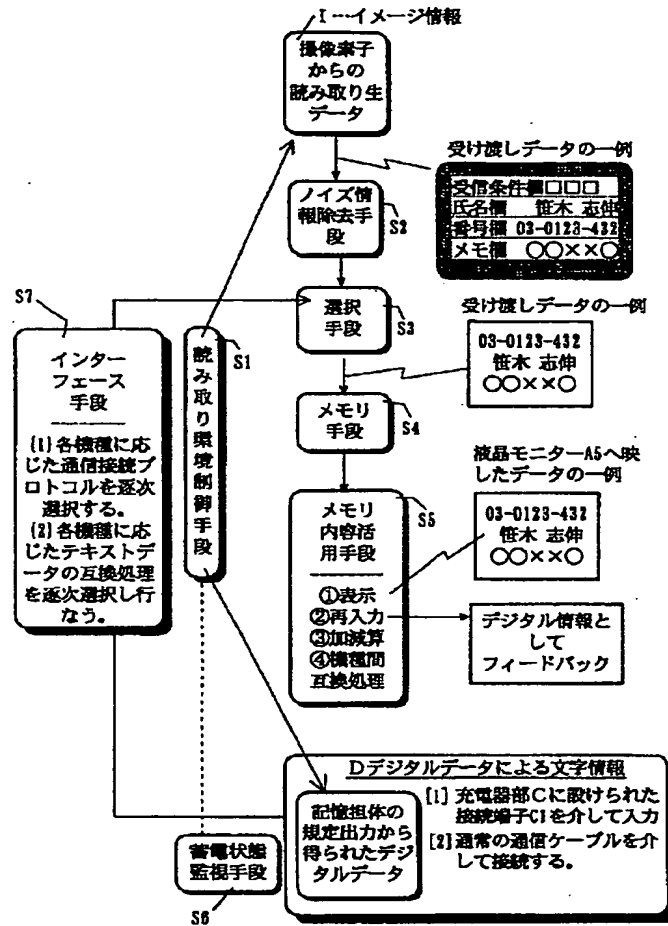 I…イメージ情報
撮像素子
からの
読み取り生
データ
受け渡しデータの一例
受信条件欄□□□
氏名欄 笹木 志伸
番号欄 03-0123-432
メモ欄 ○○××○
ノイズ情
報除去手
段
S2
選択
手段
S3
受け渡しデータの一例
03-0123-432
笹木 志伸
○○××○
S7
インター
フェース
手段
[1]各機種に応
じた通信接続プ
ロトコルを逐次
選択する。
[2]各機種に応
じたテキストデ
ータの互換処理
を逐次選択し行
なう。
S1
読み取り環境制御手段
メモリ
手段
S4
液晶モニターA5へ映
したデータの一例
03-0123-432
笹木 志伸
○○××○
メモリ
内容活
用手段
S5
①表示
②再入力
③加減算
④機種間
互換処理
デジタル情報と
して
フィードバック
Dデジタルデータによる文字情報
記憶担体の
規定出力から
得られたデジ
タルデータ
[1] 充電器部Cに設けられた
接続端子C1を介して入力
[2]通常の通信ケーブルを介
して接続する。
蓄電状態
監視手段
S6